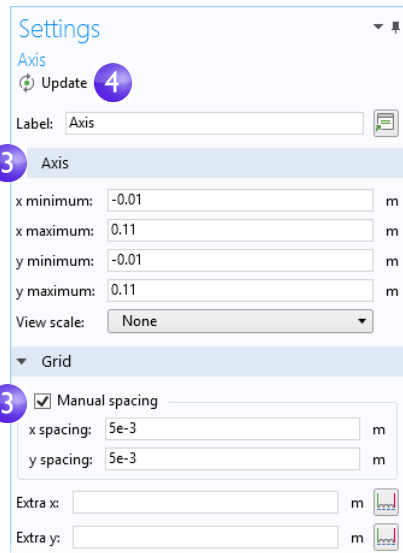 Settings
Axis
Update 4
Label: Axis
3 Axis
x minimum: -0.01 m
x maximum: 0.11 m
y minimum: -0.01 m
y maximum: 0.11 m
View scale: None
Grid
3 Manual spacing
x spacing: 5e-3 m
y spacing: 5e-3 m
Extra x: m
Extra y: m